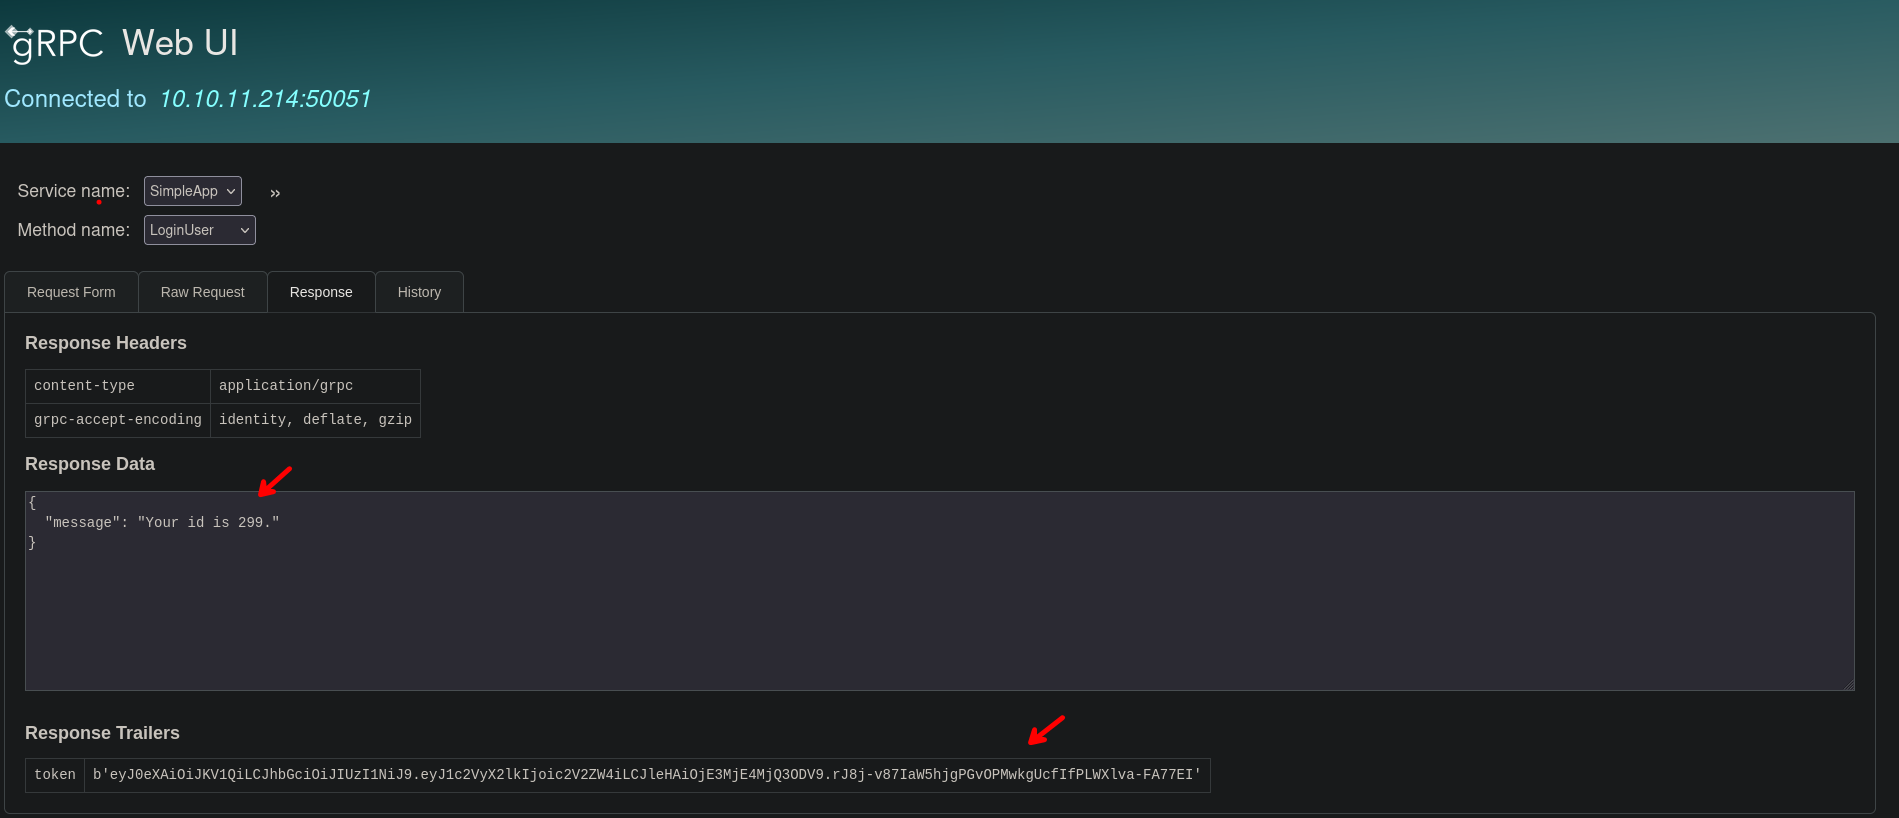 gRPC Web UI
Connected to 10.10.11.214:50051
Service name: SimpleApp »
Method name: LoginUser
Request Form Raw Request Response History
Response Headers
content-type application/grpc
grpc-accept-encoding identity, deflate, gzip
Response Data
{
"message": "Your id is 299."
}
Response Trailers
token b'eyJ0eXAiOiJKV1QiLCJhbGciOiJIUzI1NiJ9.eyJ1c2VyX2lkIjoic2V2ZW4iLCJleHAiOjE3MjE4MjQ3ODV9.rJ8j-v87IaW5hjgPGvOPMwkgUcfIfPLWXlva-FA77EI'